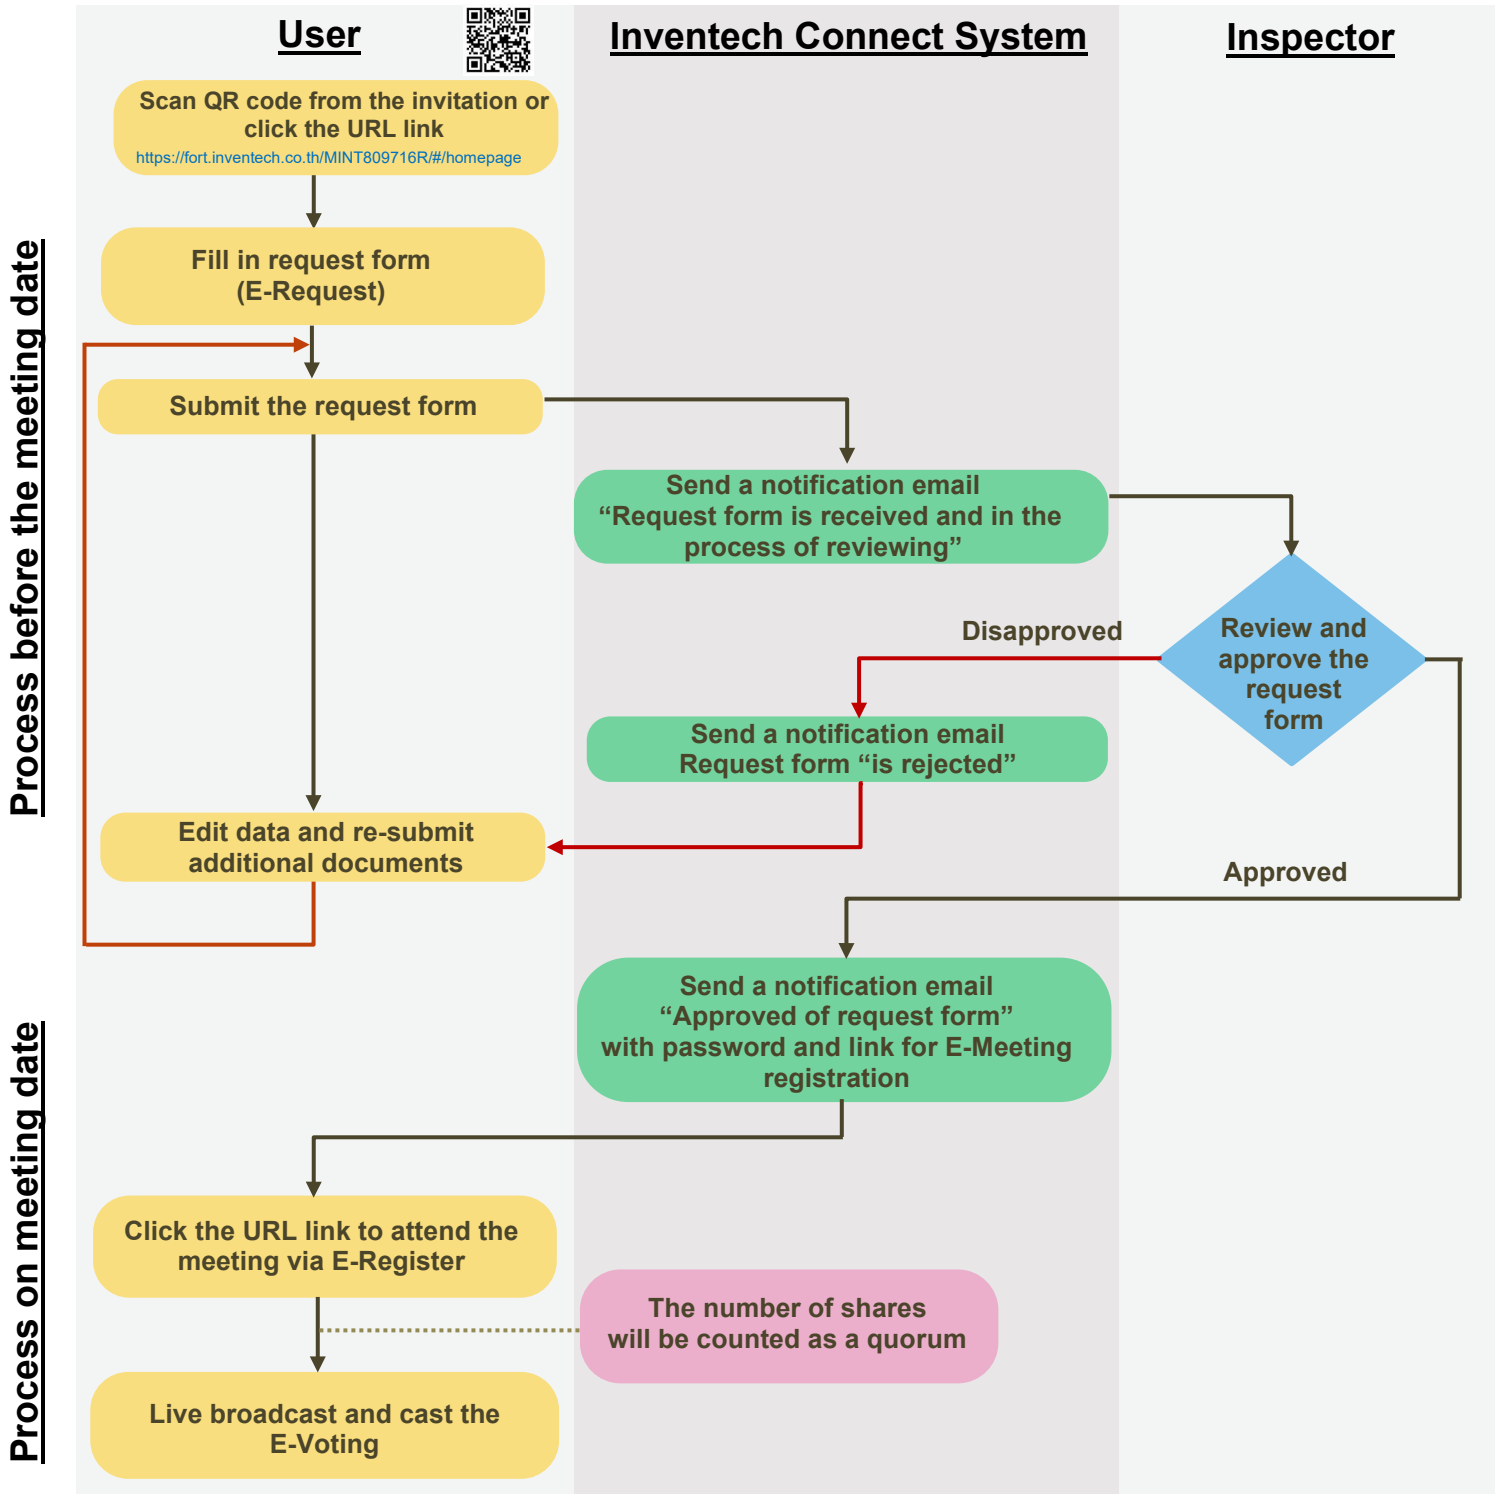 User
Inventech Connect System
Inspector
Process before the meeting date
Scan QR code from the invitation or
click the URL link
https://fort.inventech.co.th/MINT809716R/#/homepage
Fill in request form
(E-Request)
Submit the request form
Send a notification email
“Request form is received and in the
process of reviewing”
Review and
approve the
request
form
Disapproved
Send a notification email
Request form “is rejected”
Edit data and re-submit
additional documents
Approved
Send a notification email
“Approved of request form”
with password and link for E-Meeting
registration
Process on meeting date
Click the URL link to attend the
meeting via E-Register
The number of shares
will be counted as a quorum
Live broadcast and cast the
E-Voting